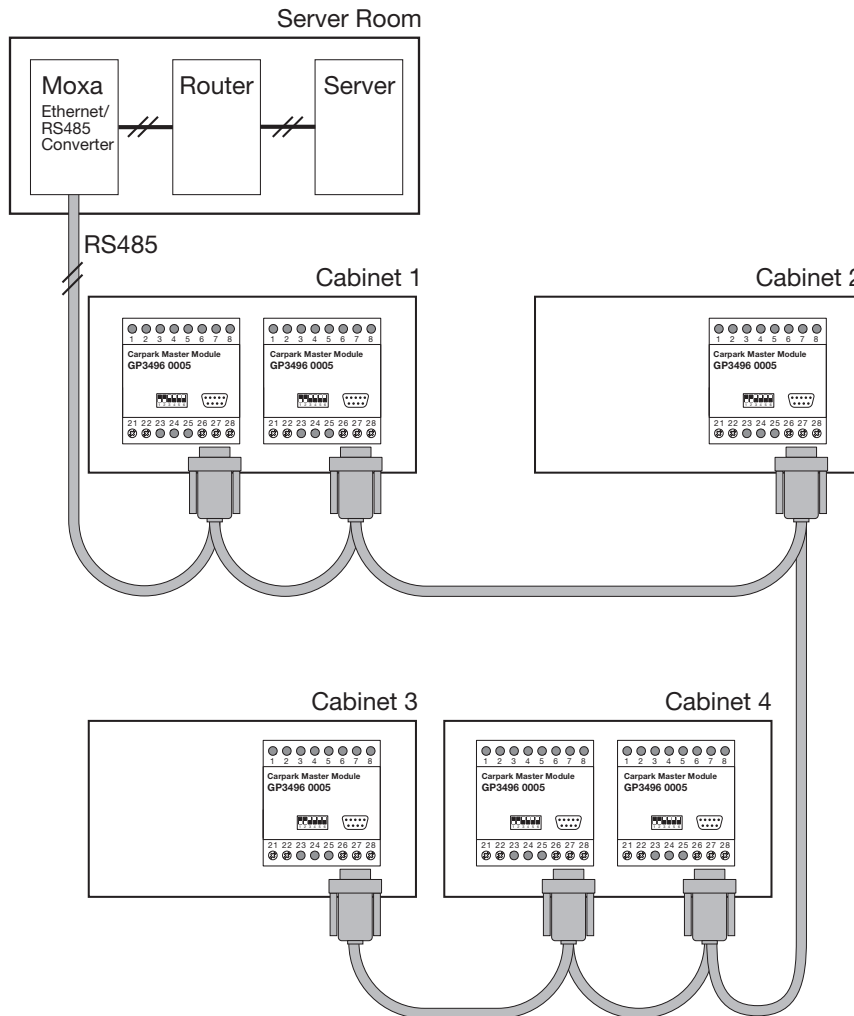 Server Room
Moxa
Ethernet/
RS485
Converter
Router
Server
RS485
Cabinet 1
1 2 3 4 5 6 7 8
Carpark Master Module
GP3496 0005
21 22 23 24 25 26 27 28
1 2 3 4 5 6 7 8
Carpark Master Module
GP3496 0005
21 22 23 24 25 26 27 28
Cabinet 2
1 2 3 4 5 6 7 8
Carpark Master Module
GP3496 0005
21 22 23 24 25 26 27 28
Cabinet 3
1 2 3 4 5 6 7 8
Carpark Master Module
GP3496 0005
21 22 23 24 25 26 27 28
Cabinet 4
1 2 3 4 5 6 7 8
Carpark Master Module
GP3496 0005
21 22 23 24 25 26 27 28
1 2 3 4 5 6 7 8
Carpark Master Module
GP3496 0005
21 22 23 24 25 26 27 28